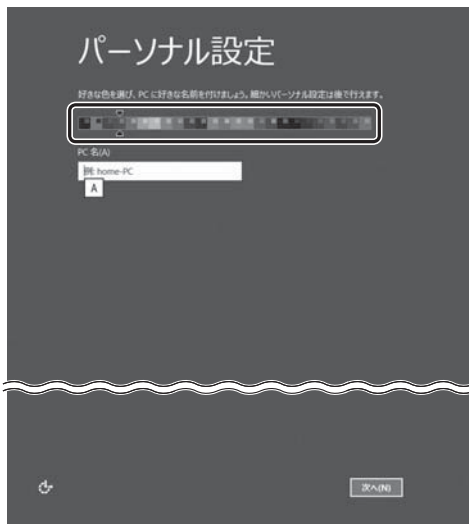 パーソナル設定
好きな色を選び、PC に好きな名前を付けましょう。細かいパーソナル設定は後で行えます。
PC 名(A)
例: home-PC
A
次へ(N)